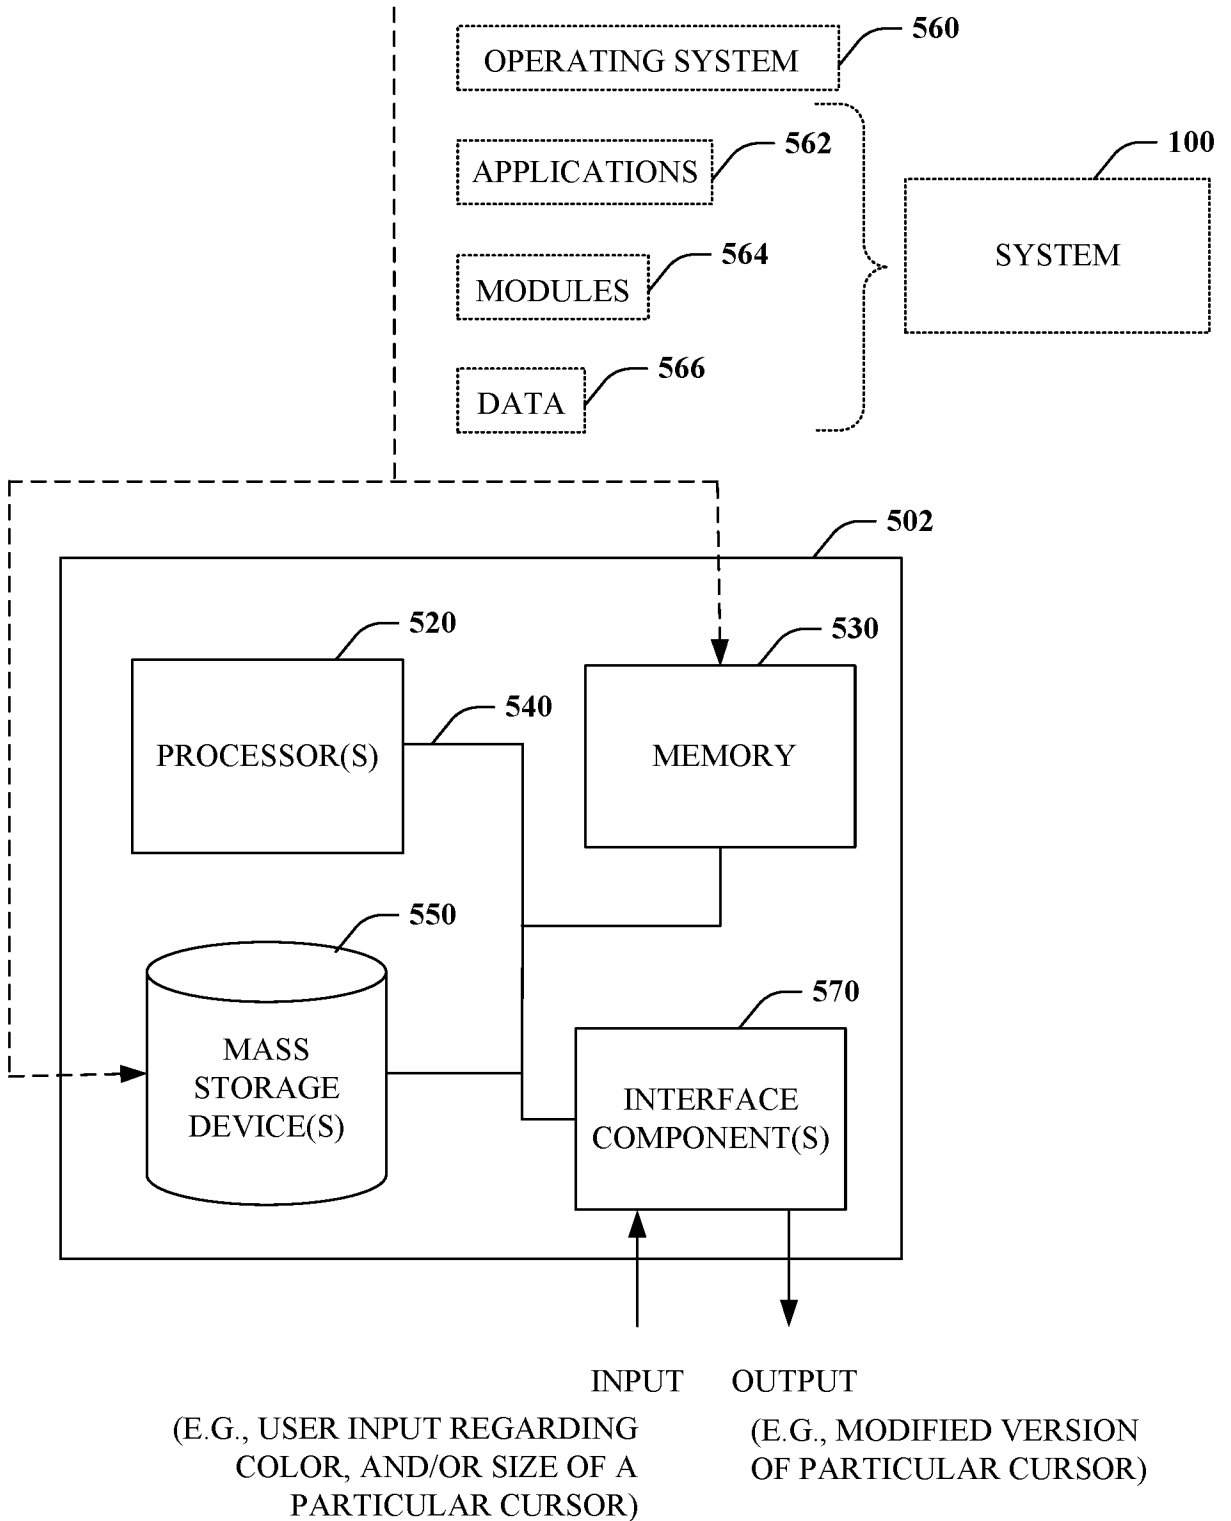 560
OPERATING SYSTEM
562
APPLICATIONS
100
SYSTEM
564
MODULES
566
DATA
502
520
530
PROCESSOR(S)
540
MEMORY
550
MASS
STORAGE
DEVICE(S)
570
INTERFACE
COMPONENT(S)
INPUT
(E.G., USER INPUT REGARDING
COLOR, AND/OR SIZE OF A
PARTICULAR CURSOR)
OUTPUT
(E.G., MODIFIED VERSION
OF PARTICULAR CURSOR)